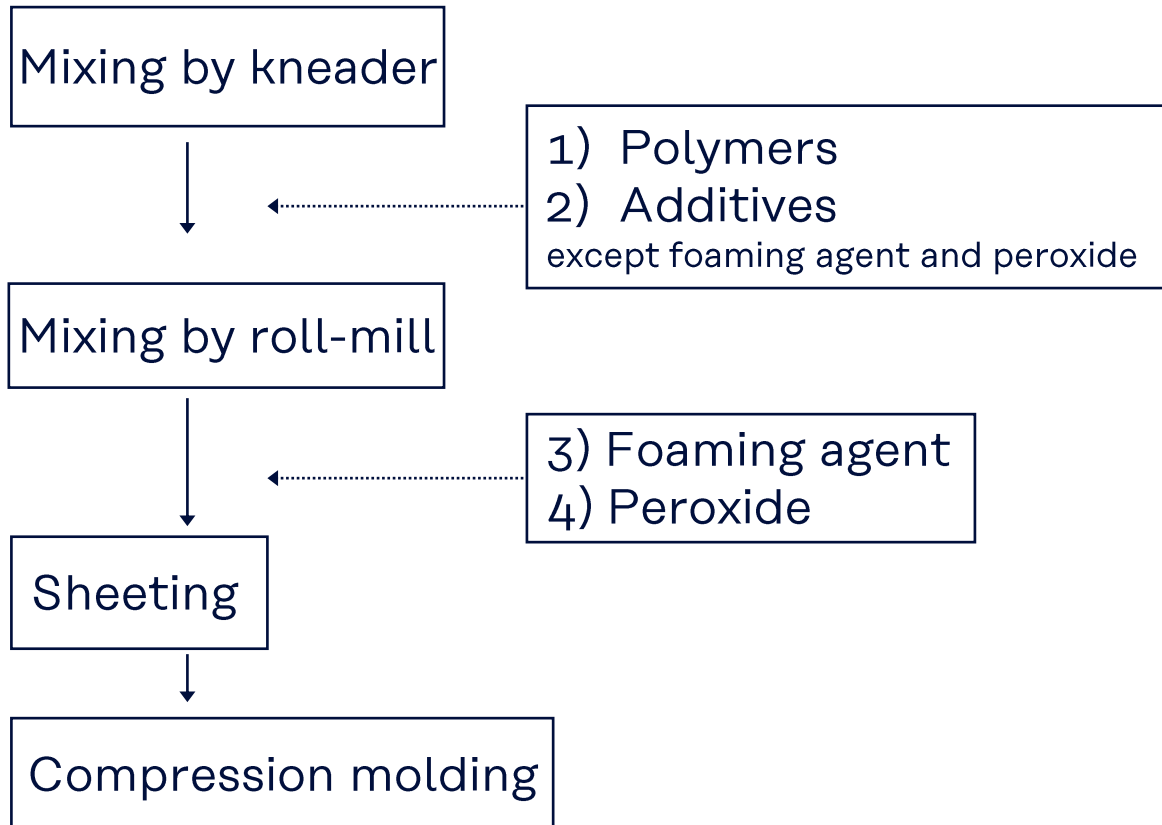 Mixing by kneader
1) Polymers
2) Additives
except foaming agent and peroxide
Mixing by roll-mill
3) Foaming agent
4) Peroxide
Sheeting
Compression molding